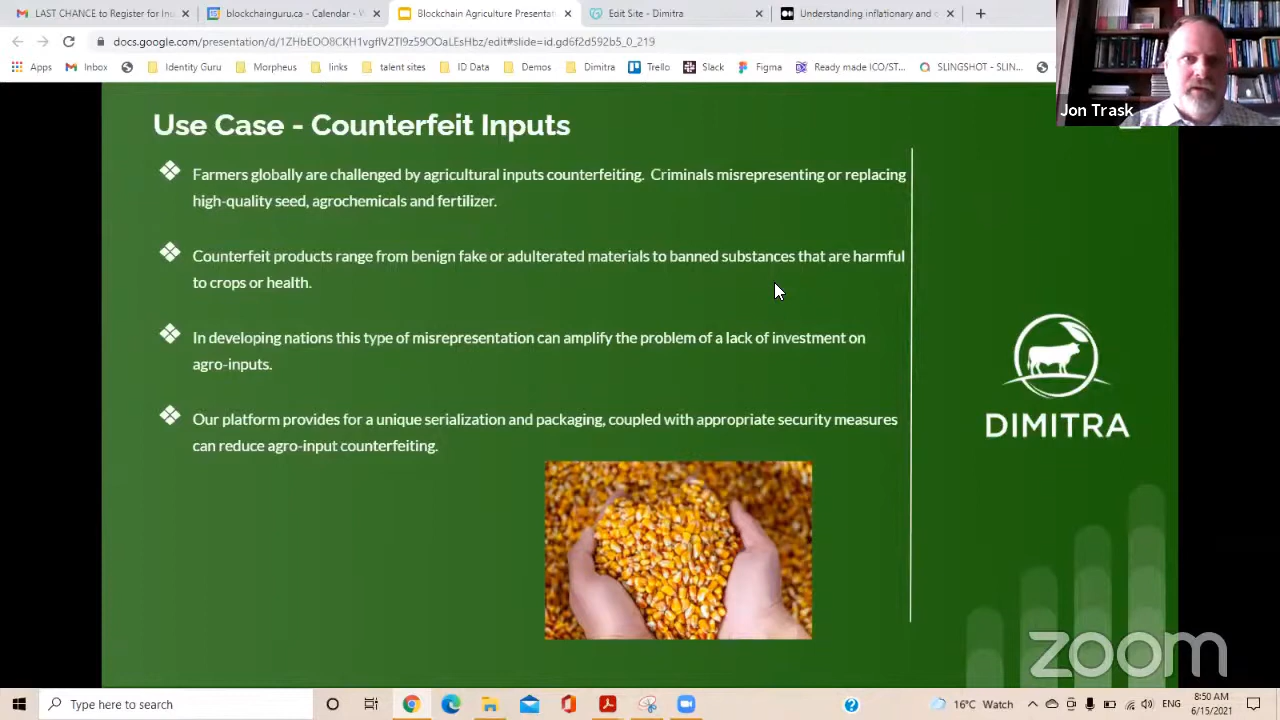 LAST CHANCE to Register for Inv
blockchainguru.ca - Calendar - W
Blockchain Agriculture Presentat
Edit Site - Dimitra
Understanding inflationary and d
docs.google.com/presentation/d/
Apps
Inbox
Identity Guru
Morpheus
links
talent sites
ID Data
Demos
Dimitra
Trello
Slack
Figma
Ready made ICO/ST...
SLINGSHOT - SLIN...
Jon Trask
Use Case - Counterfeit Inputs
Farmers globally are challenged by agricultural inputs counterfeiting. Criminals misrepresenting or replacing
high-quality seed, agrochemicals and fertilizer.
Counterfeit products range from benign fake or adulterated materials to banned substances that are harmful
to crops or health.
In developing nations this type of misrepresentation can amplify the problem of a lack of investment on
agro-inputs.
Our platform provides for a unique serialization and packaging, coupled with appropriate security measures
can reduce agro-input counterfeiting.
DIMITRA
zoom
Type here to search
16°C Watch
8:50 AM
6/15/2021